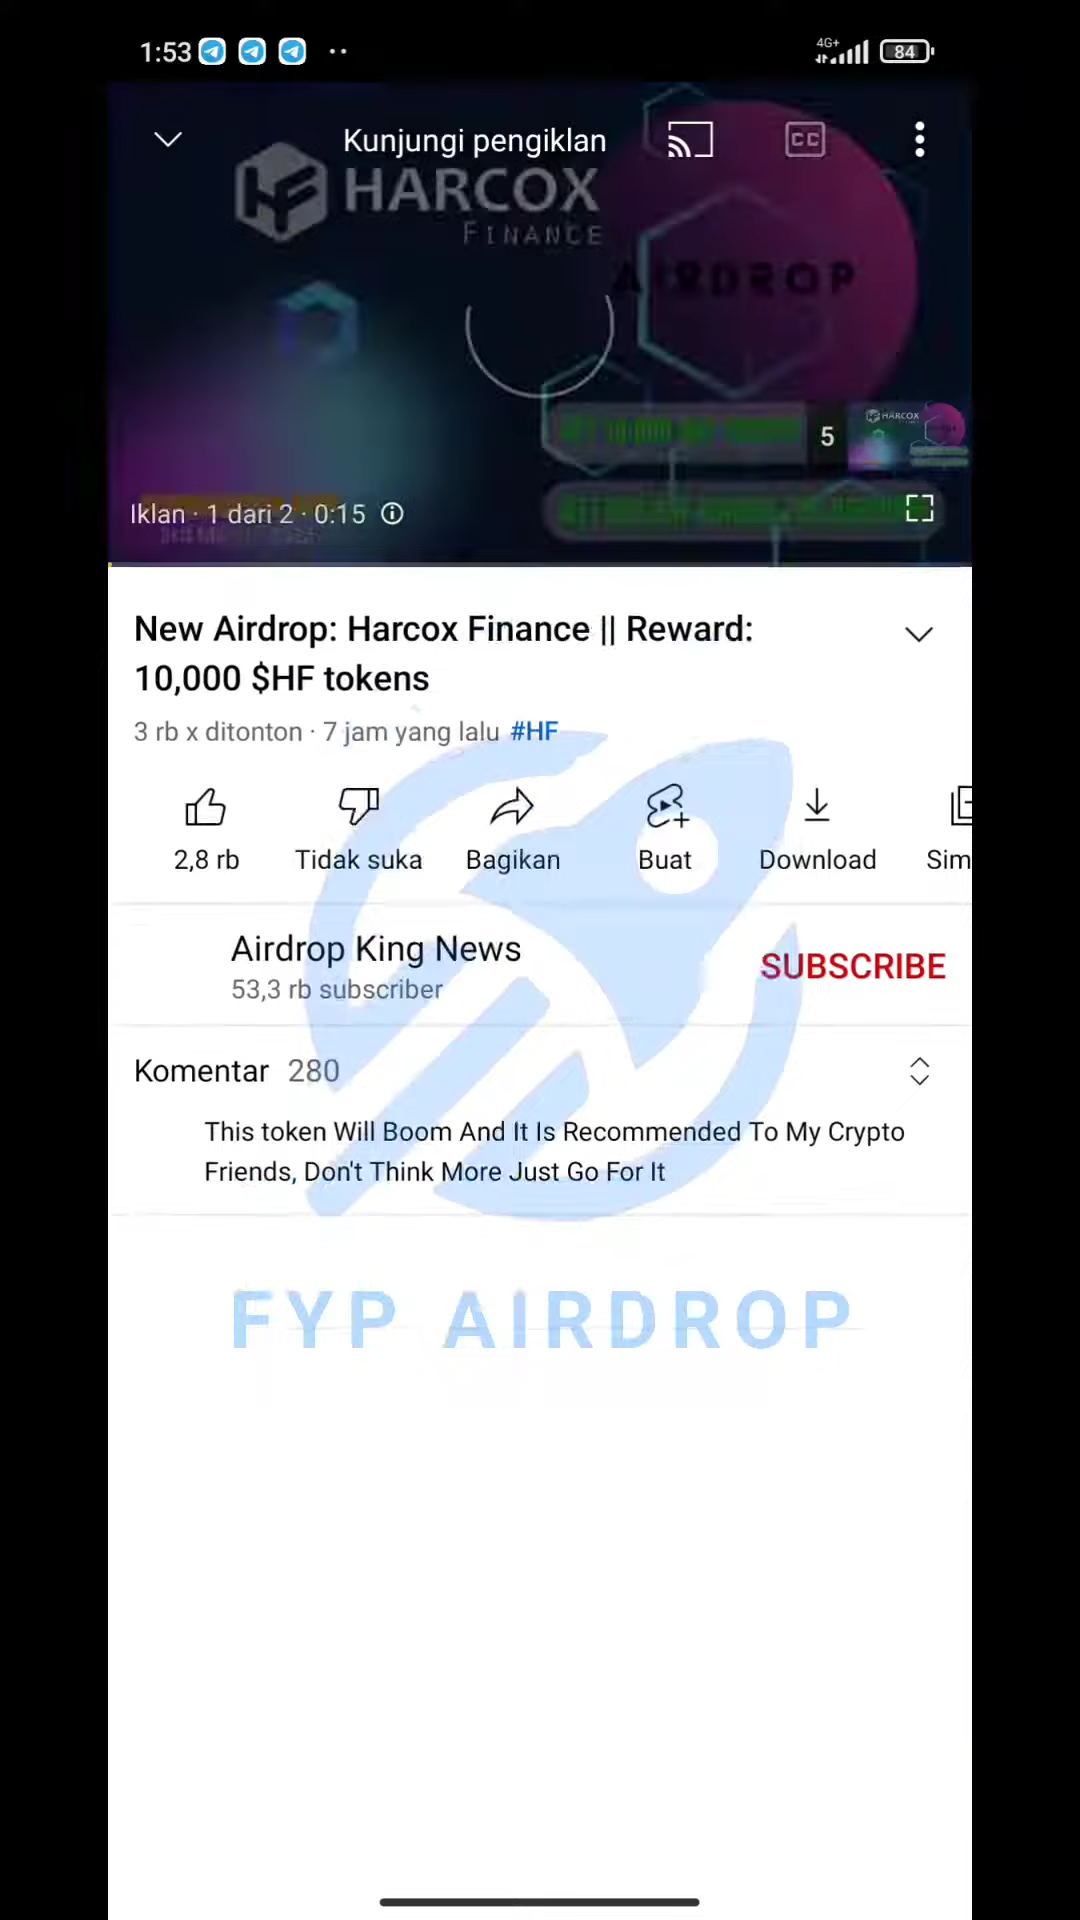 1:53
4G+
84
Kunjungi pengiklan
CC
HARCOX
FINANCE
AIRDROP
5
HARCOX
Iklan · 1 dari 2 · 0:15
New Airdrop: Harcox Finance || Reward:
10,000 $HF tokens
3 rb x ditonton · 7 jam yang lalu #HF
2,8 rb
Tidak suka
Bagikan
Buat
Download
Sim
Airdrop King News
53,3 rb subscriber
SUBSCRIBE
Komentar 280
This token Will Boom And It Is Recommended To My Crypto
Friends, Don't Think More Just Go For It
FYP AIRDROP